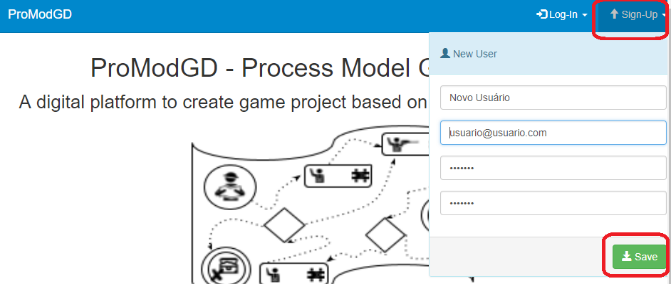 ProModGD
Log-In
Sign-Up
ProModGD - Process Model G
A digital platform to create game project based on
New User
Novo Usuário
usuario@usuario.com
•••••••
•••••••
Save